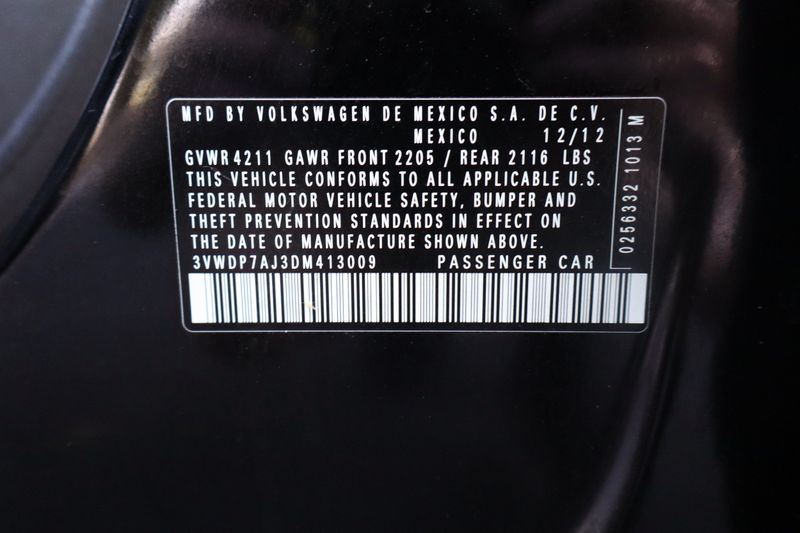 MFD BY VOLKSWAGEN DE MEXICO S.A. DE C.V.
MEXICO 12/12
GVWR 4211 GAWR FRONT 2205 / REAR 2116 LBS
THIS VEHICLE CONFORMS TO ALL APPLICABLE U.S.
FEDERAL MOTOR VEHICLE SAFETY, BUMPER AND
THEFT PREVENTION STANDARDS IN EFFECT ON
THE DATE OF MANUFACTURE SHOWN ABOVE.
3VWDP7AJ3DM413009 PASSENGER CAR
0256332 1013 M